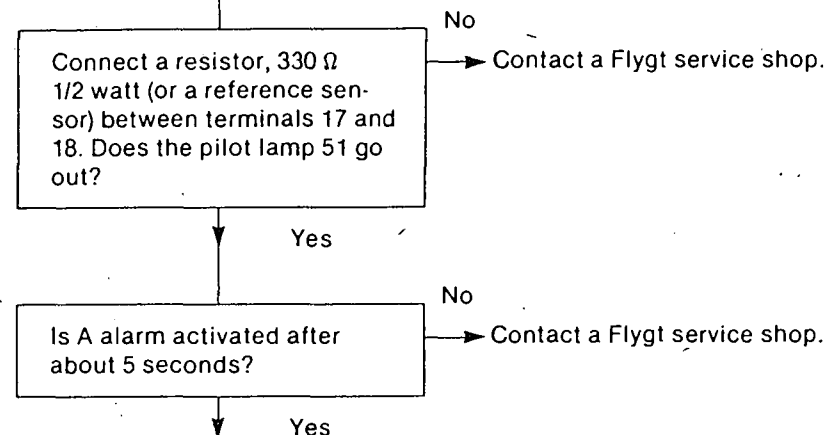 No
Connect a resistor, 330 Ω
1/2 watt (or a reference sen-
sor) between terminals 17 and
18. Does the pilot lamp 51 go
out?
Contact a Flygt service shop.
Yes
No
Is A alarm activated after
about 5 seconds?
Contact a Flygt service shop.
Yes